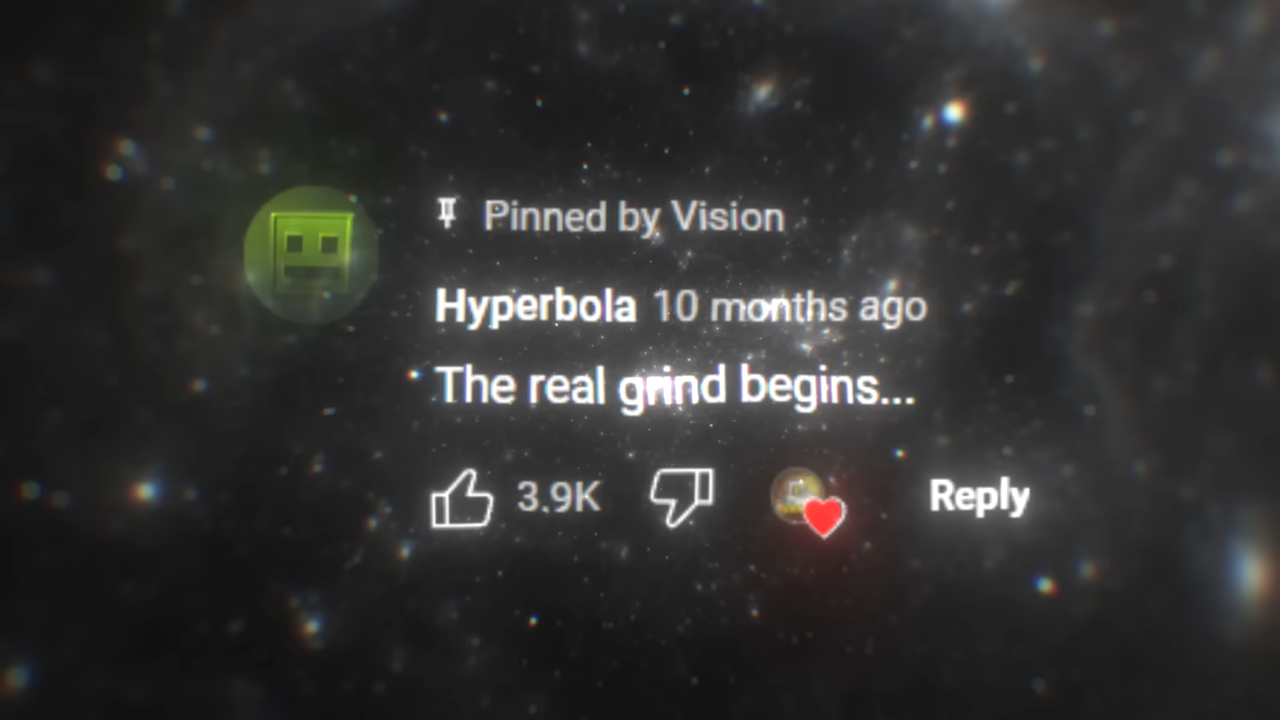 Pinned by Vision
Hyperbola 10 months ago
The real grind begins...
3.9K Reply